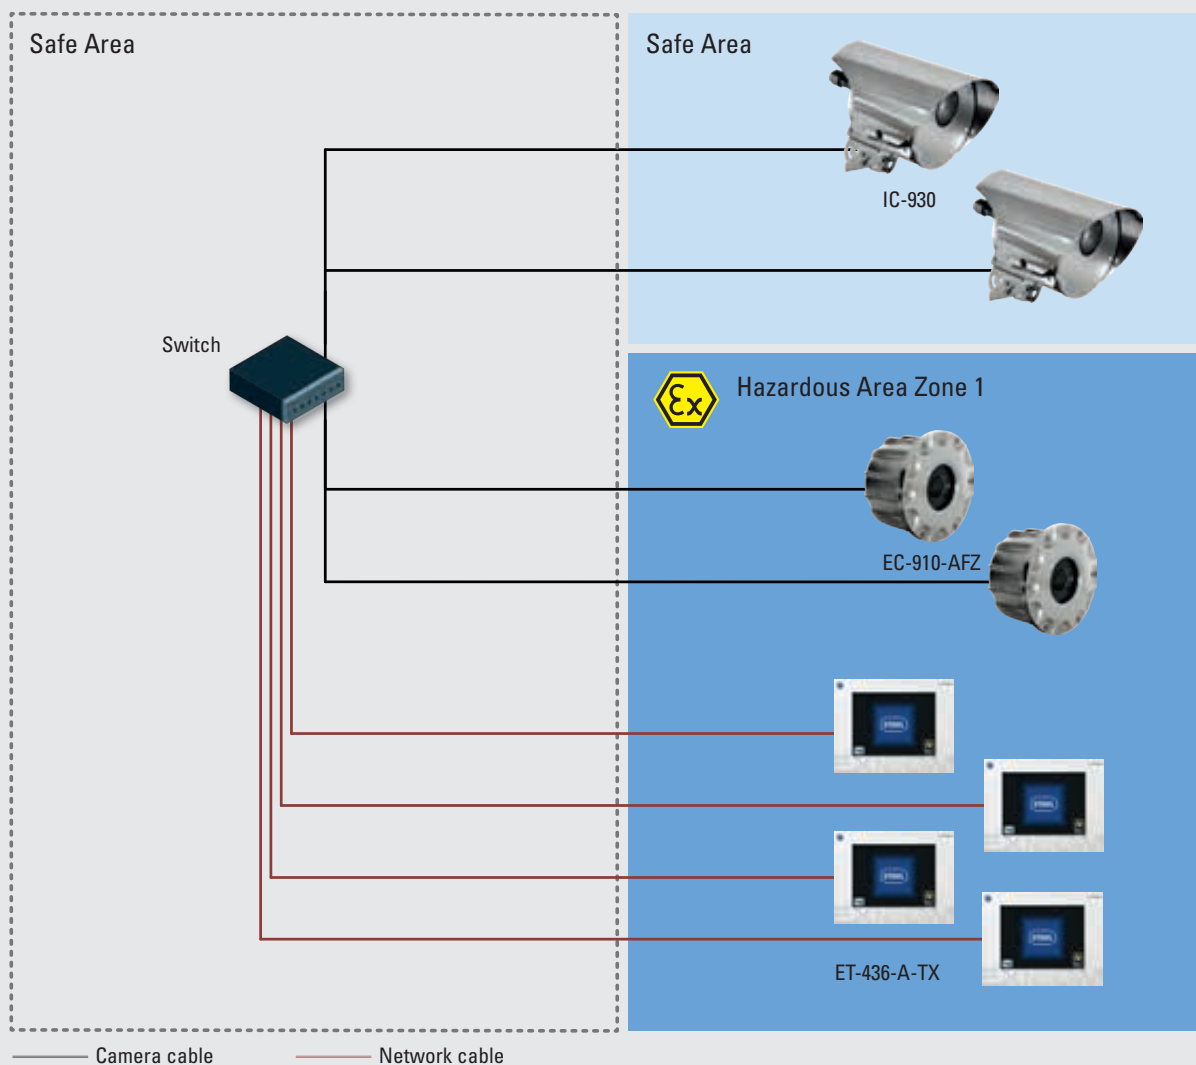 Safe Area
Safe Area
IC-930
Switch
Ex
Hazardous Area Zone 1
EC-910-AFZ
ET-436-A-TX
Camera cable
Network cable